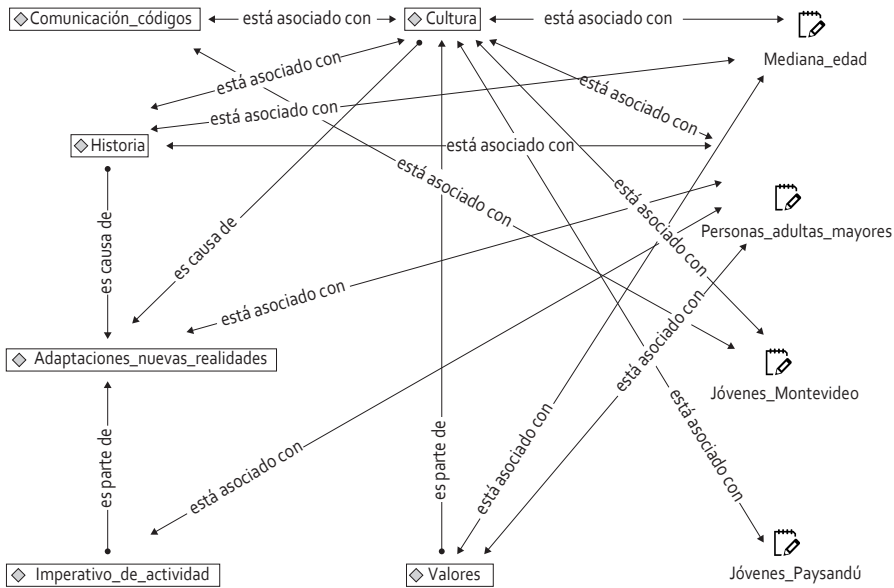 Comunicación_códigos
está asociado con
Cultura
está asociado con
Mediana_edad
está asociado con
está asociado con
está asociado con
Historia
está asociado con
está asociado con
está asociado con
Personas_adultas_mayores
es causa de
es causa de
está asociado con
está asociado con
Adaptaciones_nuevas_realidades
Jóvenes_Montevideo
es parte de
está asociado con
es parte de
está asociado con
está asociado con
Imperativo_de_actividad
Valores
Jóvenes_Paysandú